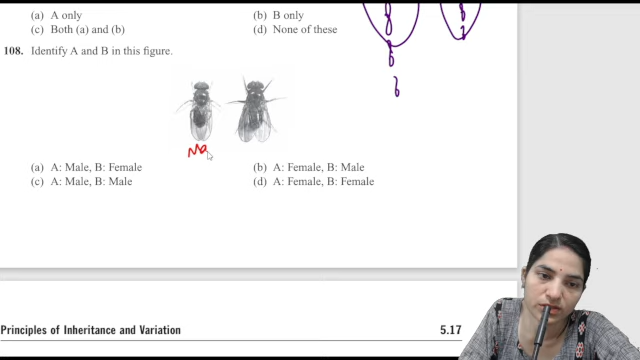 (a) A only (b) B only
(c) Both (a) and (b) (d) None of these
108. Identify A and B in this figure.
Ma
(a) A: Male, B: Female (b) A: Female, B: Male
(c) A: Male, B: Male (d) A: Female, B: Female
Principles of Inheritance and Variation 5.17